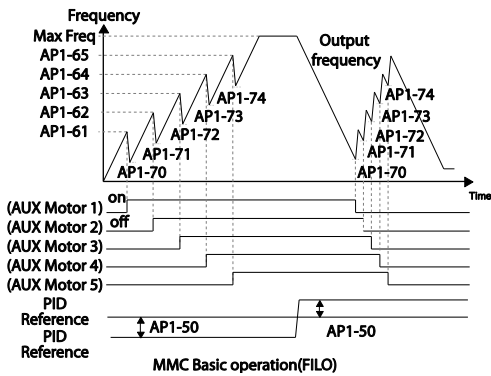 Frequency
Max Freq
AP1-65
AP1-64
AP1-63
AP1-62
AP1-61
Output
frequency
AP1-74
AP1-73
AP1-72
AP1-71
AP1-70
AP1-74
AP1-73
AP1-72
AP1-71
AP1-70
Time
on
off
(AUX Motor 1)
(AUX Motor 2)
(AUX Motor 3)
(AUX Motor 4)
(AUX Motor 5)
PID
Reference
PID
Reference
AP1-50
AP1-50
MMC Basic operation(FILO)